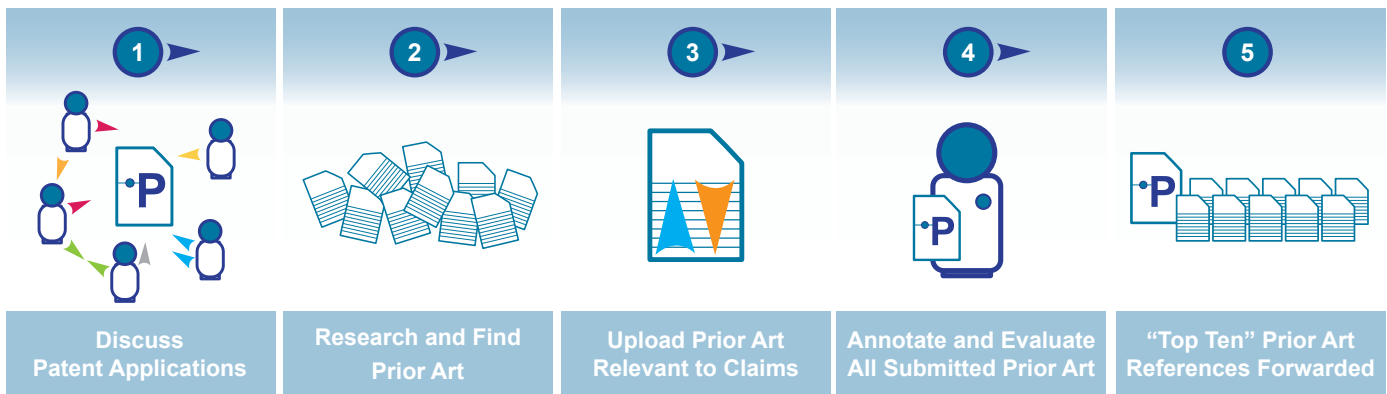 1
2
3
4
5
P
P
P
Discuss
Patent Applications
Research and Find
Prior Art
Upload Prior Art
Relevant to Claims
Annotate and Evaluate
All Submitted Prior Art
“Top Ten” Prior Art
References Forwarded